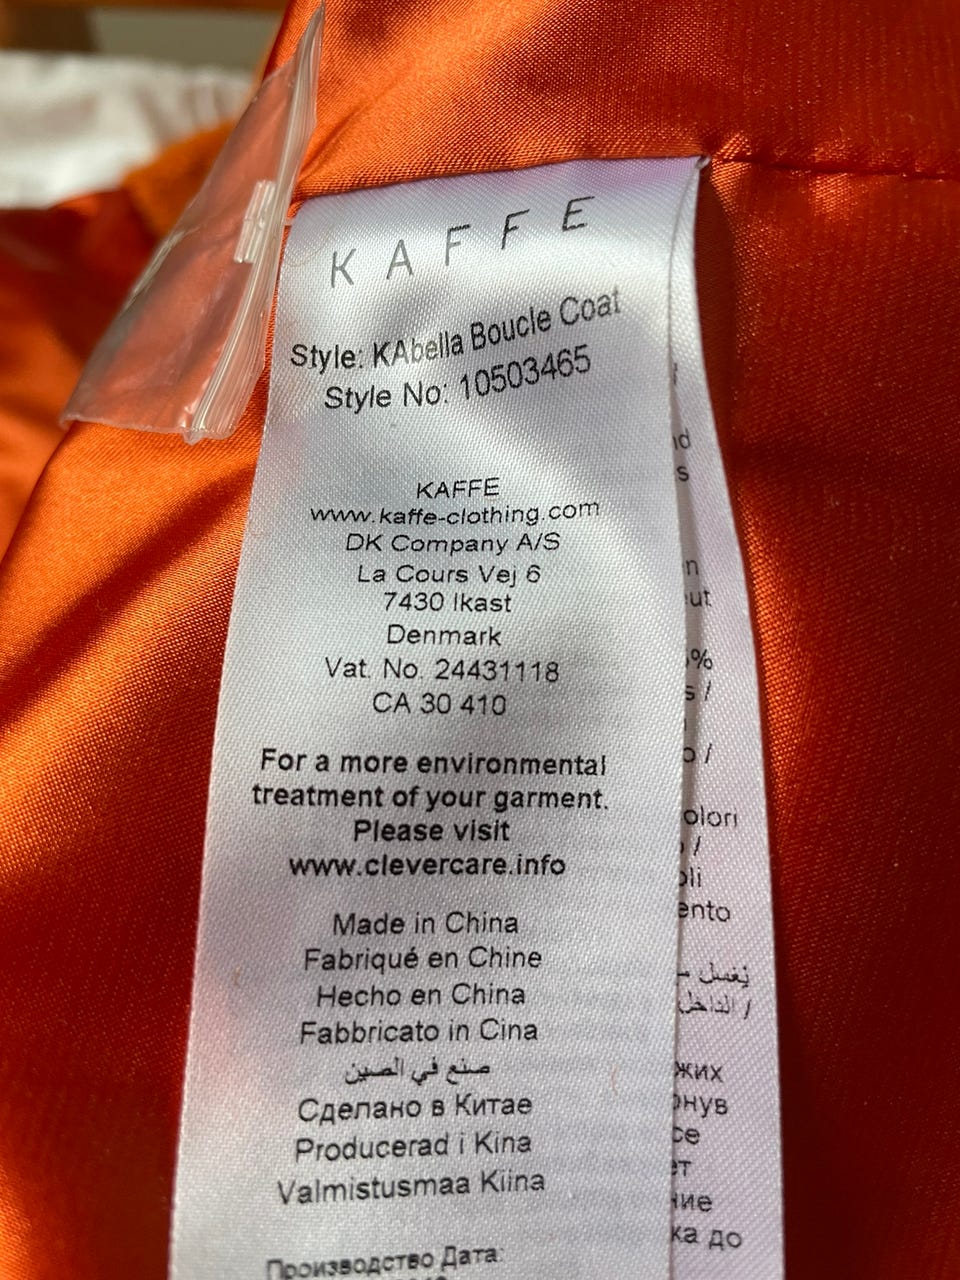 KAFFE
Style: KAbella Boucle Coat
Style No: 10503465
KAFFE
www.kaffe-clothing.com
DK Company A/S
La Cours Vej 6
7430 Ikast
Denmark
Vat. No. 24431118
CA 30 410
For a more environmental
treatment of your garment.
Please visit
www.clevercare.info
Made in China
Fabriqué en Chine
Hecho en China
Fabbricato in Cina
صنع في الصين
Сделано в Китае
Producerad i Kina
Valmistusmaa Kiina
Производство Дата: